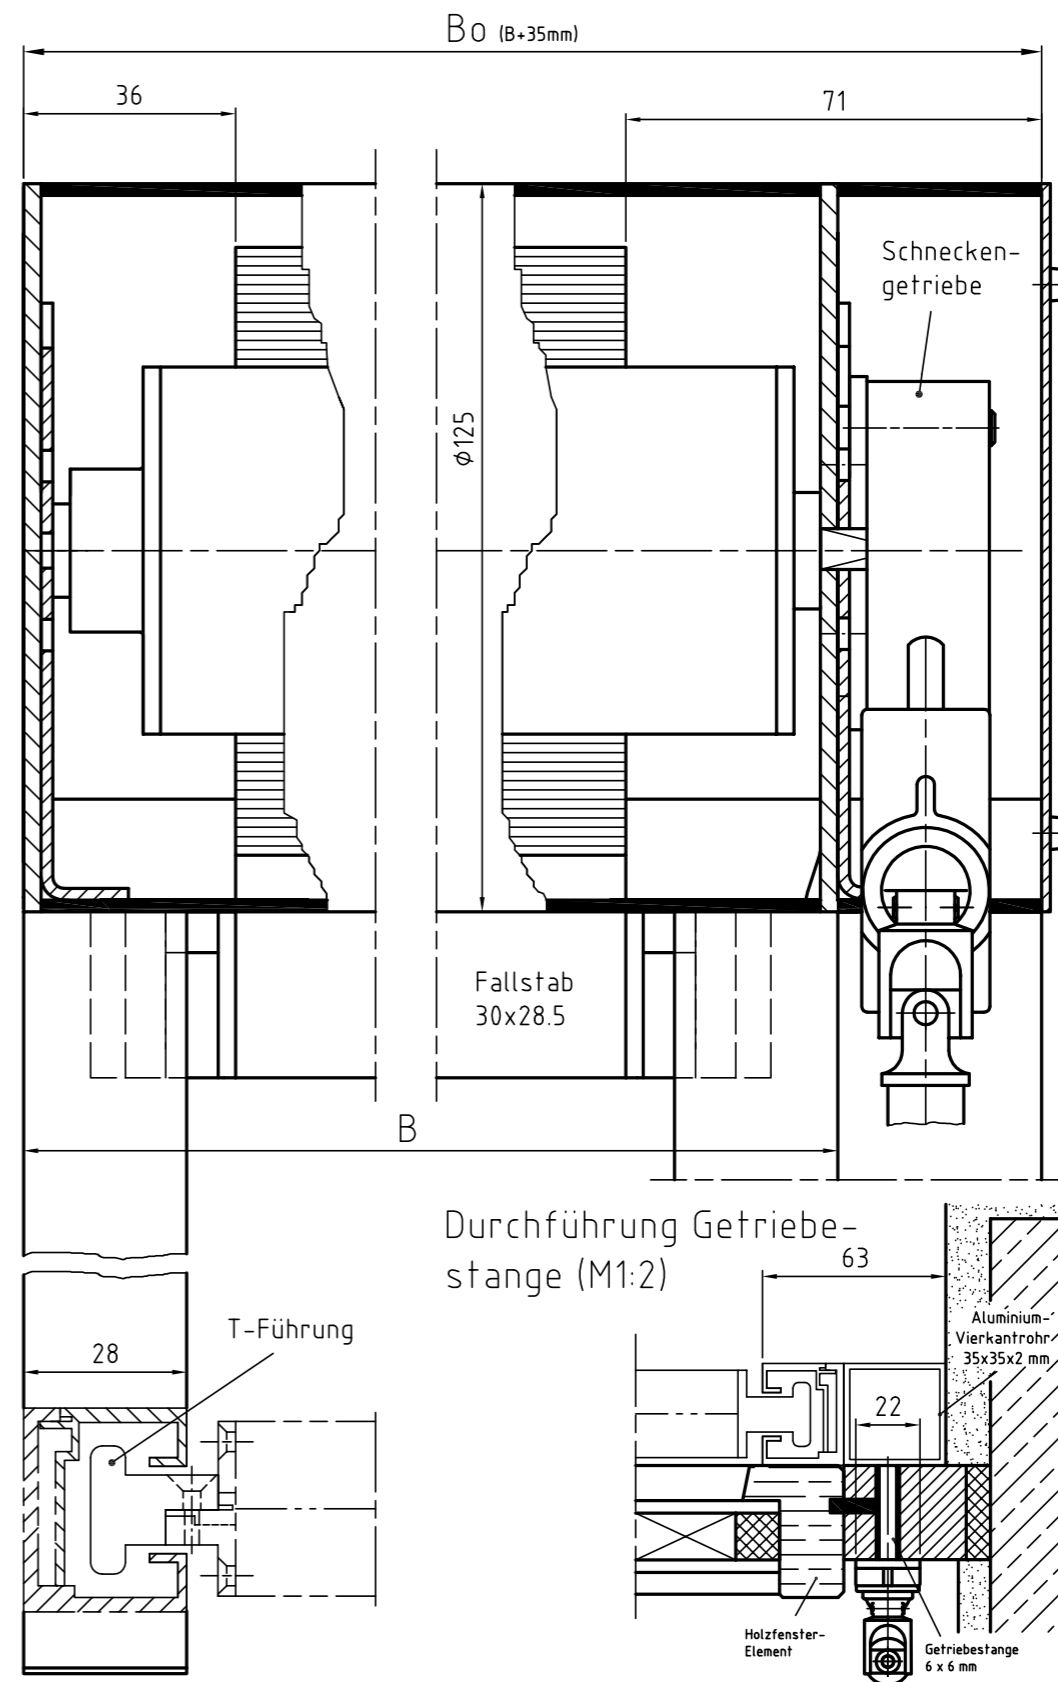 Bo (B+35mm)
36
71
Schnecken-
getriebe
ϕ125
Fallstab
30x28.5
B
Durchführung Getriebe-
stange (M1:2)
63
T-Führung
28
Aluminium-
Vierkantrohr
35x35x2 mm
22
Holzfenster-
Element
Getriebestange
6 x 6 mm